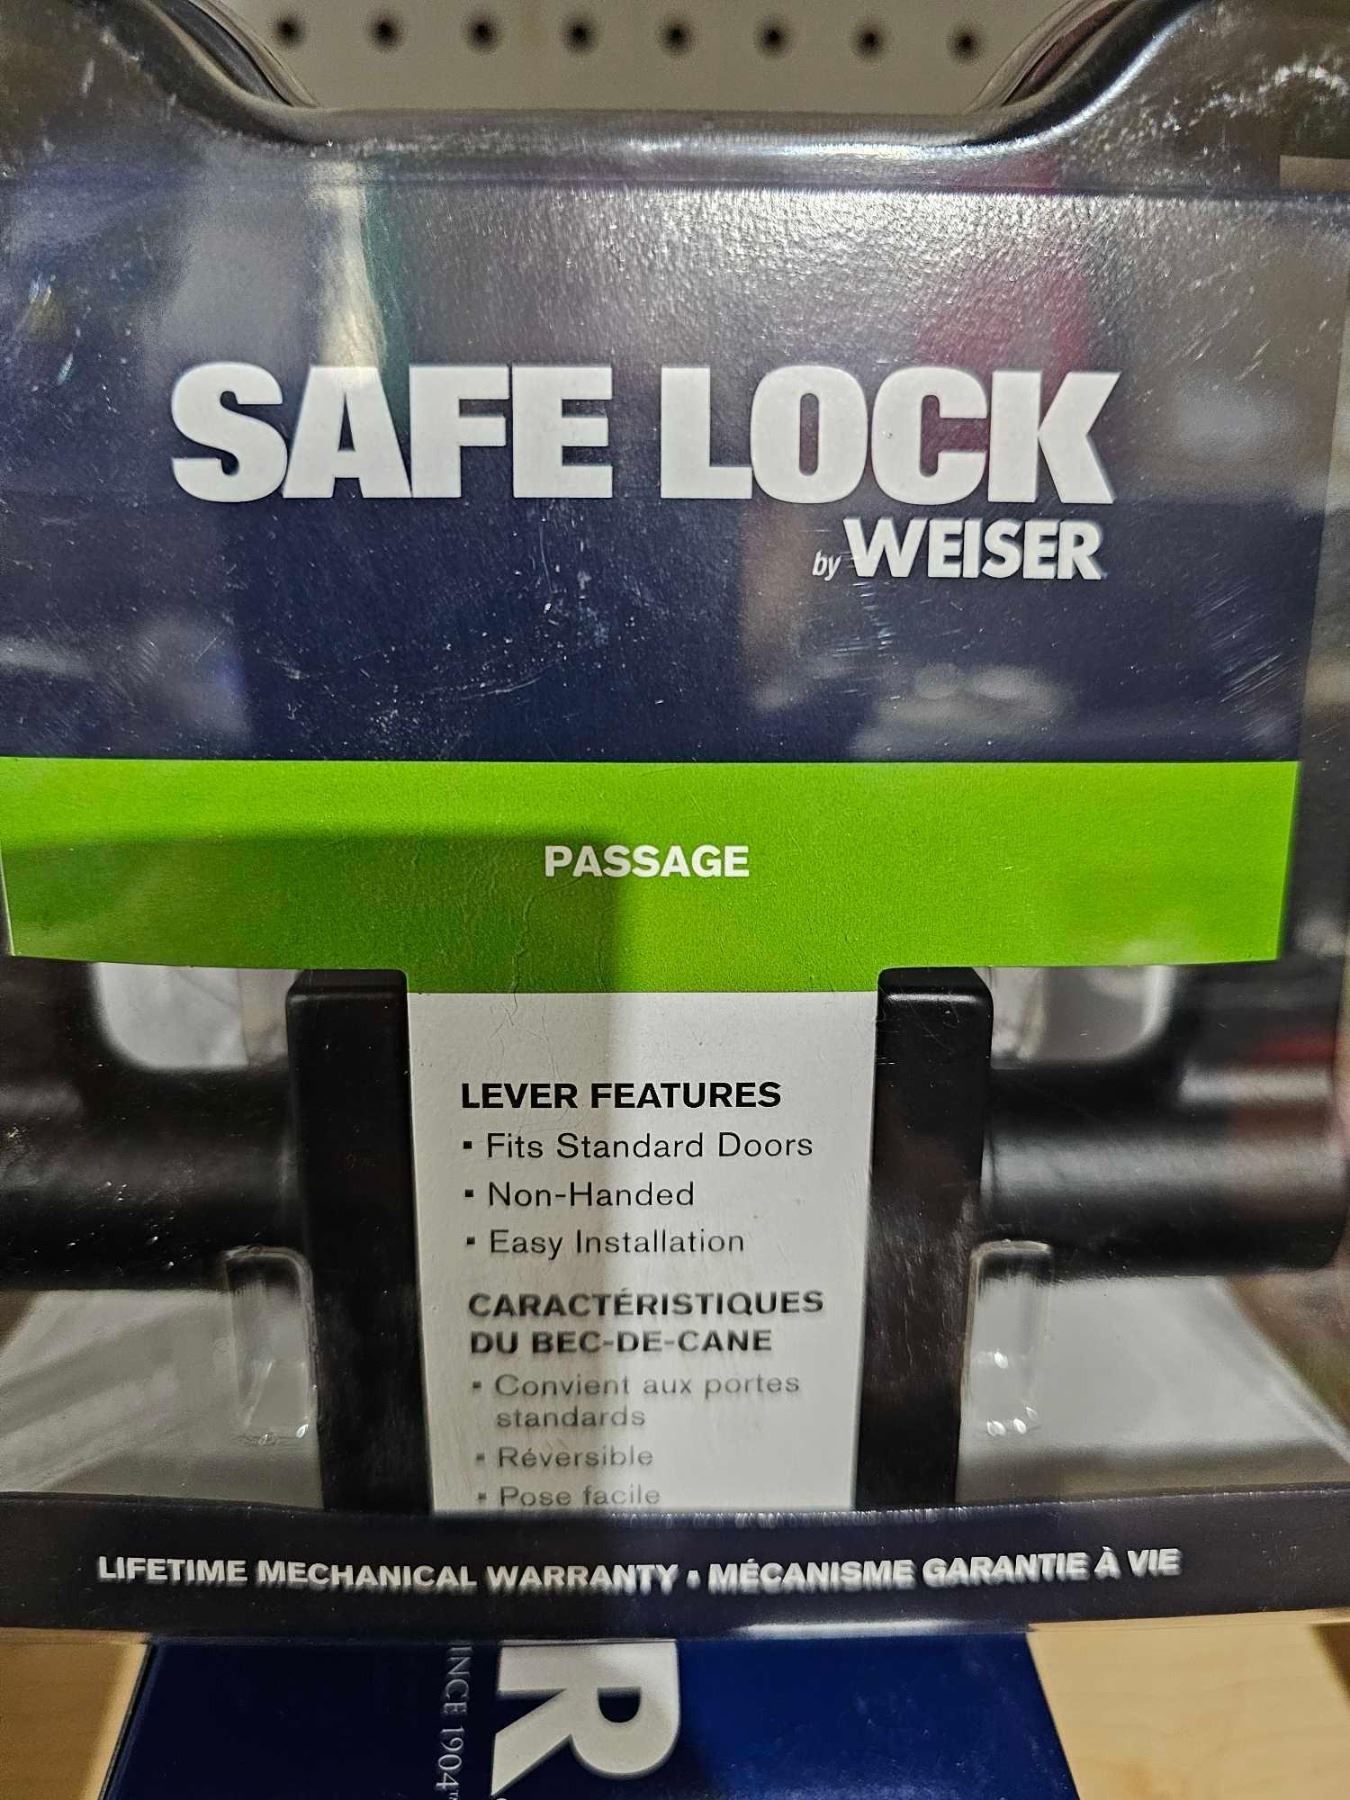 SAFE LOCK
by WEISER
PASSAGE
LEVER FEATURES
▪ Fits Standard Doors
▪ Non-Handed
▪ Easy Installation
CARACTÉRISTIQUES
DU BEC-DE-CANE
▪ Convient aux portes
standards
▪ Réversible
▪ Pose facile
LIFETIME MECHANICAL WARRANTY • MÉCANISME GARANTIE À VIE
INCE 1904™
R